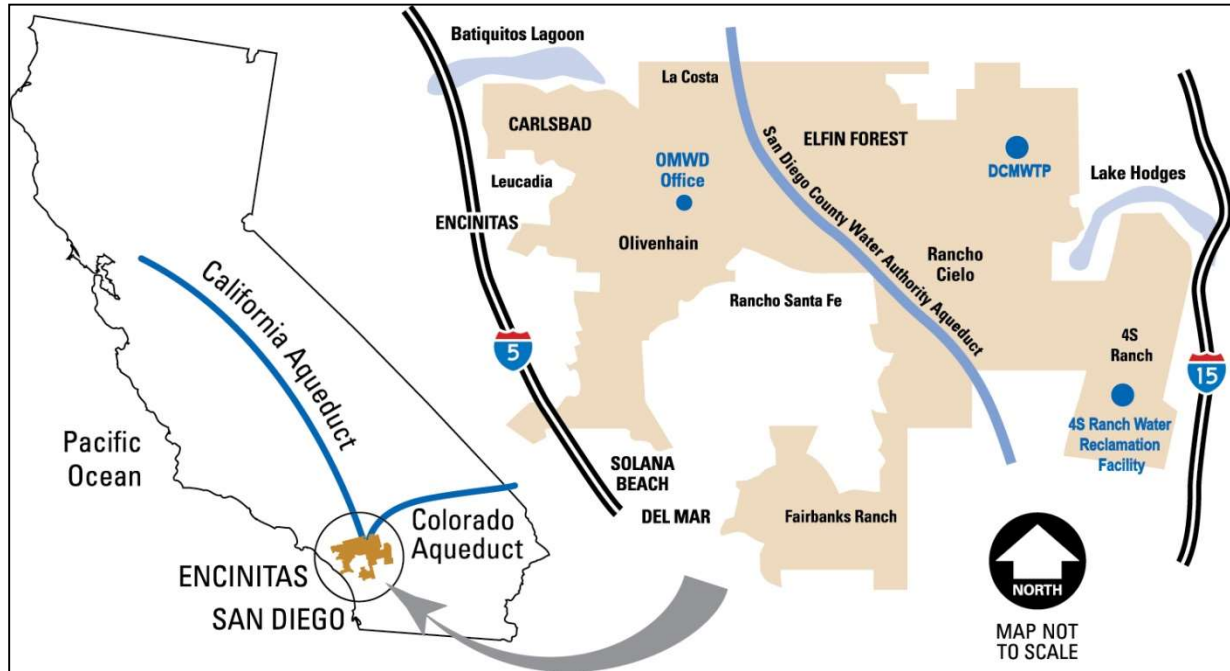 Batiquitos Lagoon
La Costa
CARLSBAD
ELFIN FOREST
OMWD
Office
DCMWTP
Leucadia
Lake Hodges
ENCINITAS
Olivenhain
San Diego County Water Authority Aqueduct
Rancho
Cielo
Rancho Santa Fe
California Aqueduct
5
4S
Ranch
15
4S Ranch Water
Reclamation
Facility
Pacific
Ocean
SOLANA
BEACH
DEL MAR
Fairbanks Ranch
Colorado
Aqueduct
ENCINITAS
SAN DIEGO
NORTH
MAP NOT
TO SCALE